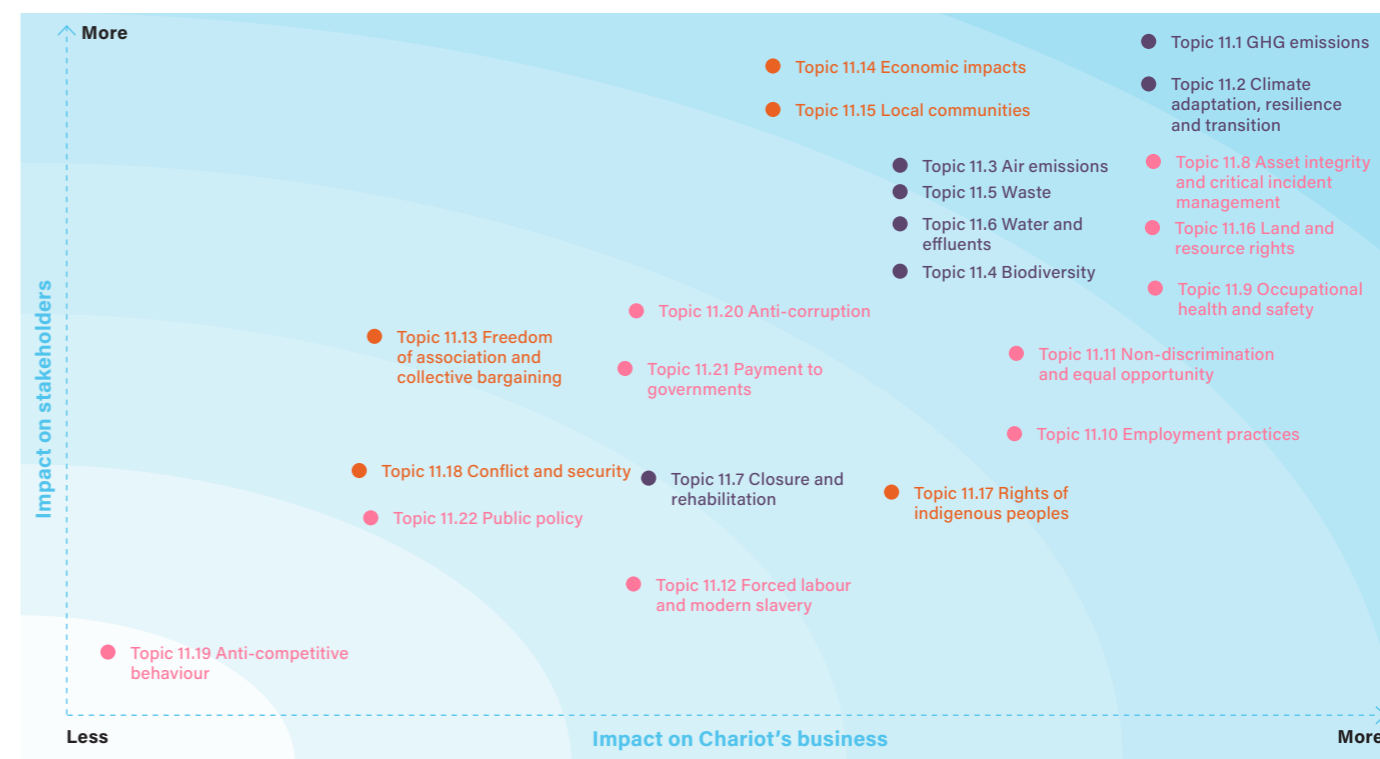 More
Topic 11.1 GHG emissions
Topic 11.14 Economic impacts
Topic 11.2 Climate
adaptation, resilience
and transition
Topic 11.15 Local communities
Topic 11.3 Air emissions
Topic 11.8 Asset integrity
and critical incident
management
Topic 11.5 Waste
Topic 11.6 Water and
effluents
Topic 11.16 Land and
resource rights
Topic 11.4 Biodiversity
Topic 11.9 Occupational
health and safety
Topic 11.20 Anti-corruption
Topic 11.13 Freedom
of association and
collective bargaining
Topic 11.11 Non-discrimination
and equal opportunity
Topic 11.21 Payment to
governments
Topic 11.10 Employment practices
Topic 11.18 Conflict and security
Topic 11.7 Closure and
rehabilitation
Topic 11.17 Rights of
indigenous peoples
Topic 11.22 Public policy
Topic 11.12 Forced labour
and modern slavery
Topic 11.19 Anti-competitive
behaviour
Impact on stakeholders
Less
Impact on Chariot’s business
More